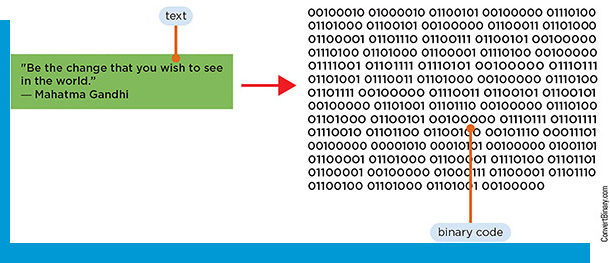 text
"Be the change that you wish to see
in the world.”
— Mahatma Gandhi
00100010 01000010 01100101 00100000 01110100
01101000 01100101 00100000 01100011 01101000
01100001 01101110 01100111 01100101 00100000
01110100 01101000 01100001 01110100 00100000
01111001 01101111 01110101 00100000 01110111
01101001 01110011 01101000 00100000 01110100
01101111 00100000 01110011 01100101 01100101
00100000 01101001 01101110 00100000 01110100
01101000 01100101 00100000 01110111 01101111
01110010 01101100 01100100 00101110 00011101
00100000 00001010 00010101 00100000 01001101
01100001 01101000 01100001 01110100 01101101
01100001 00100000 01000111 01100001 01101110
01100100 01101000 01101001 00100000
binary code
ConvertBinary.com